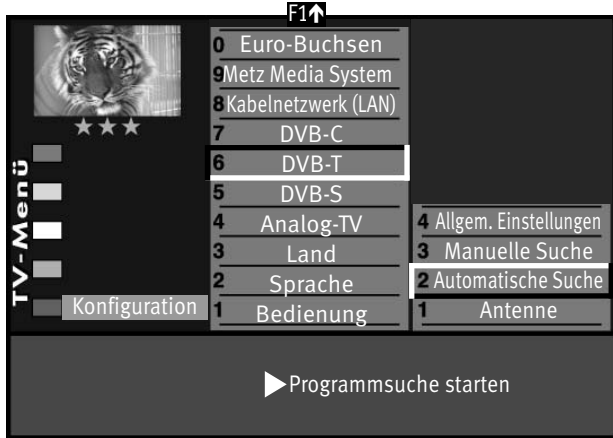 F1↑
0 Euro-Buchsen
9 Metz Media System
8 Kabelnetzwerk (LAN)
7 DVB-C
6 DVB-T
5 DVB-S
4 Analog-TV
3 Land
2 Sprache
1 Bedienung
4 Allgem. Einstellungen
3 Manuelle Suche
2 Automatische Suche
1 Antenne
TV-Menü
Konfiguration
Programmsuche starten